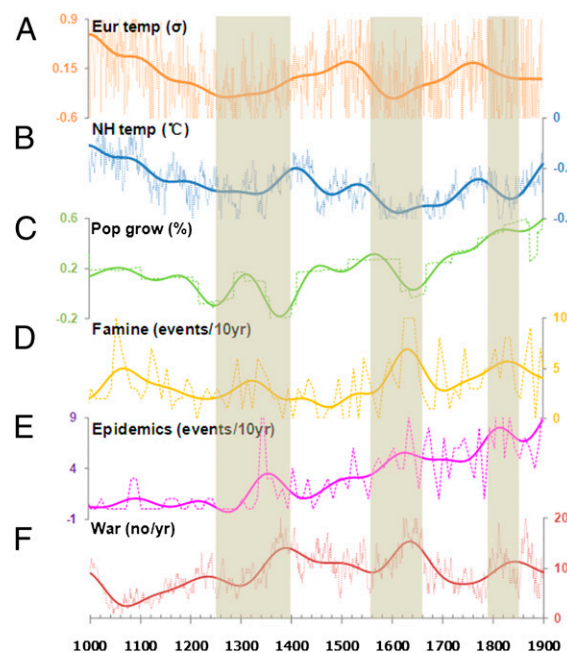 A
Eur temp (σ)
0.9
0.15
-0.6
B
NH temp (℃)
C
Pop grow (%)
0.6
0.2
-0.2
D
Famine (events/10yr)
10
5
0
E
Epidemics (events/10yr)
9
4
-1
F
War (no/yr)
20
10
0
1000 1100 1200 1300 1400 1500 1600 1700 1800 1900